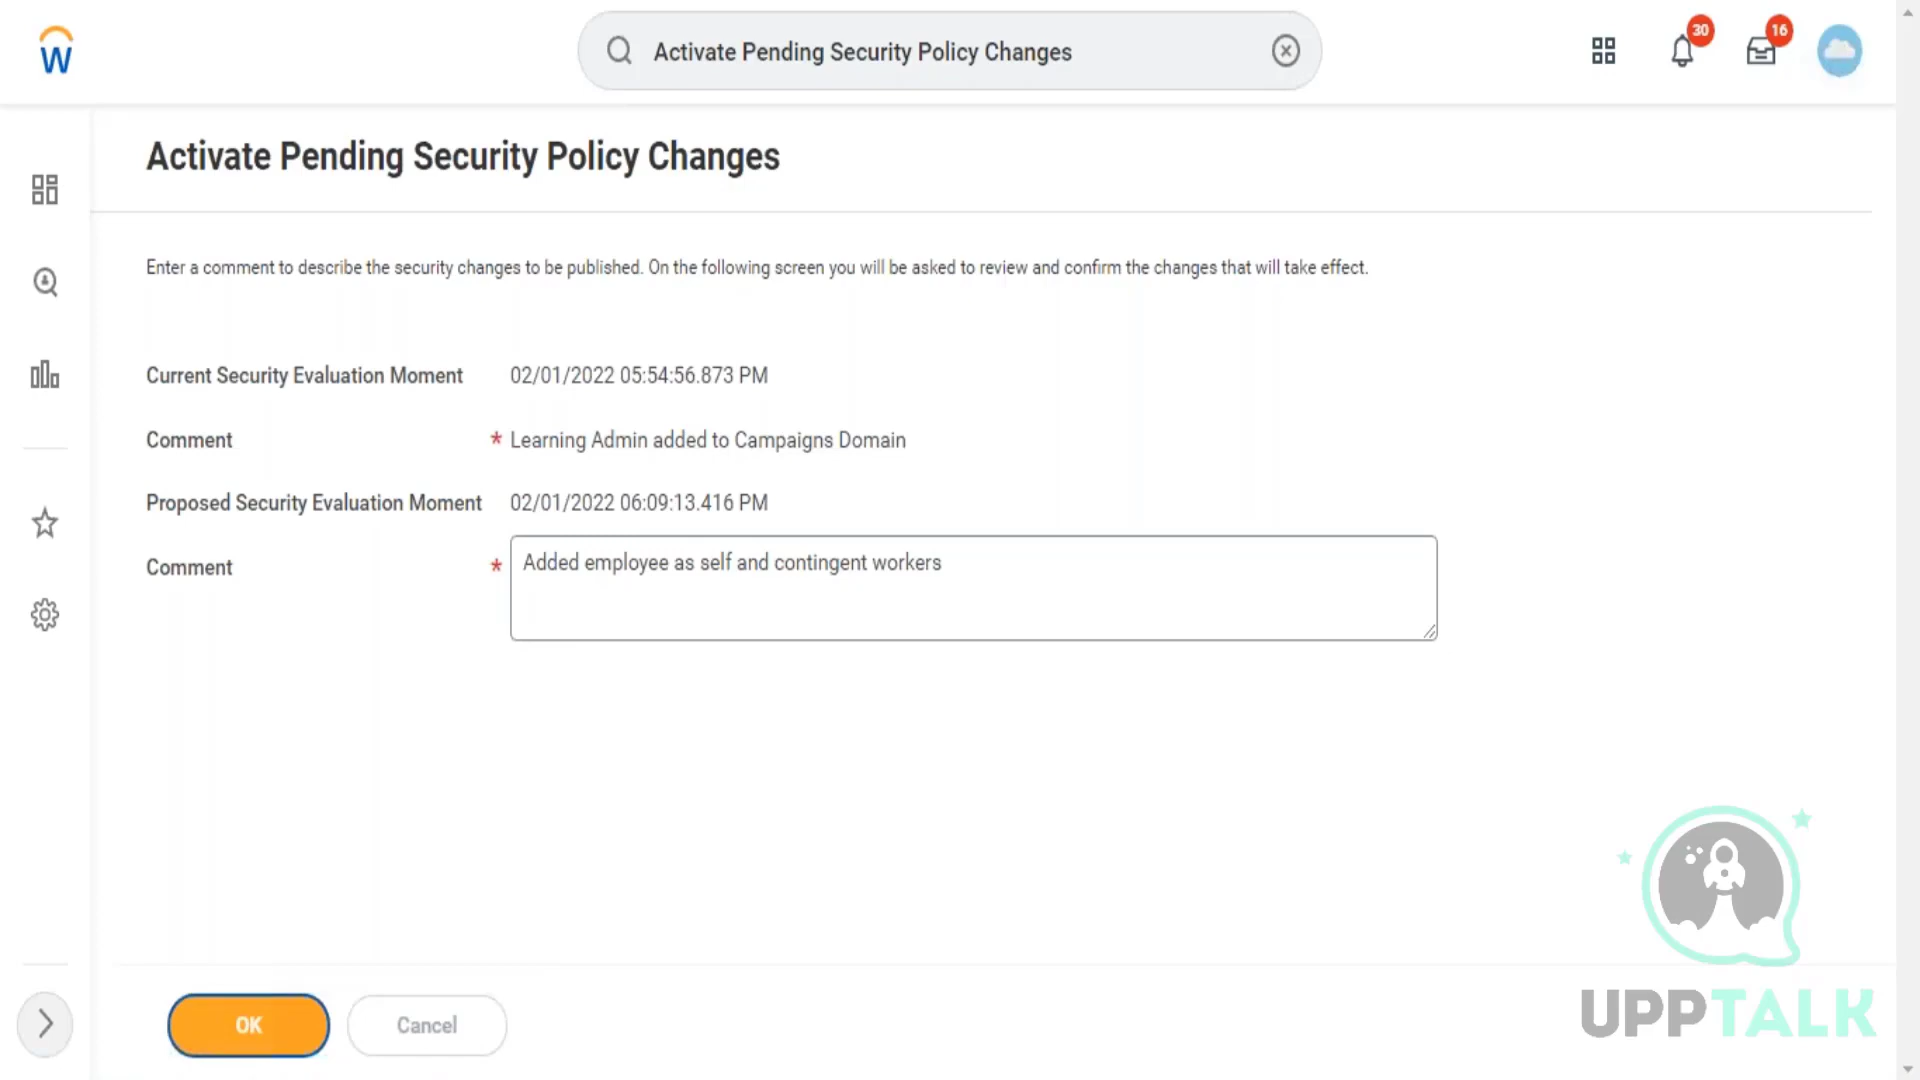 W
Activate Pending Security Policy Changes
30
16
Activate Pending Security Policy Changes
Enter a comment to describe the security changes to be published. On the following screen you will be asked to review and confirm the changes that will take effect.
Current Security Evaluation Moment 02/01/2022 05:54:56.873 PM
Comment * Learning Admin added to Campaigns Domain
Proposed Security Evaluation Moment 02/01/2022 06:09:13.416 PM
Comment * Added employee as self and contingent workers
OK Cancel
UPPTALK